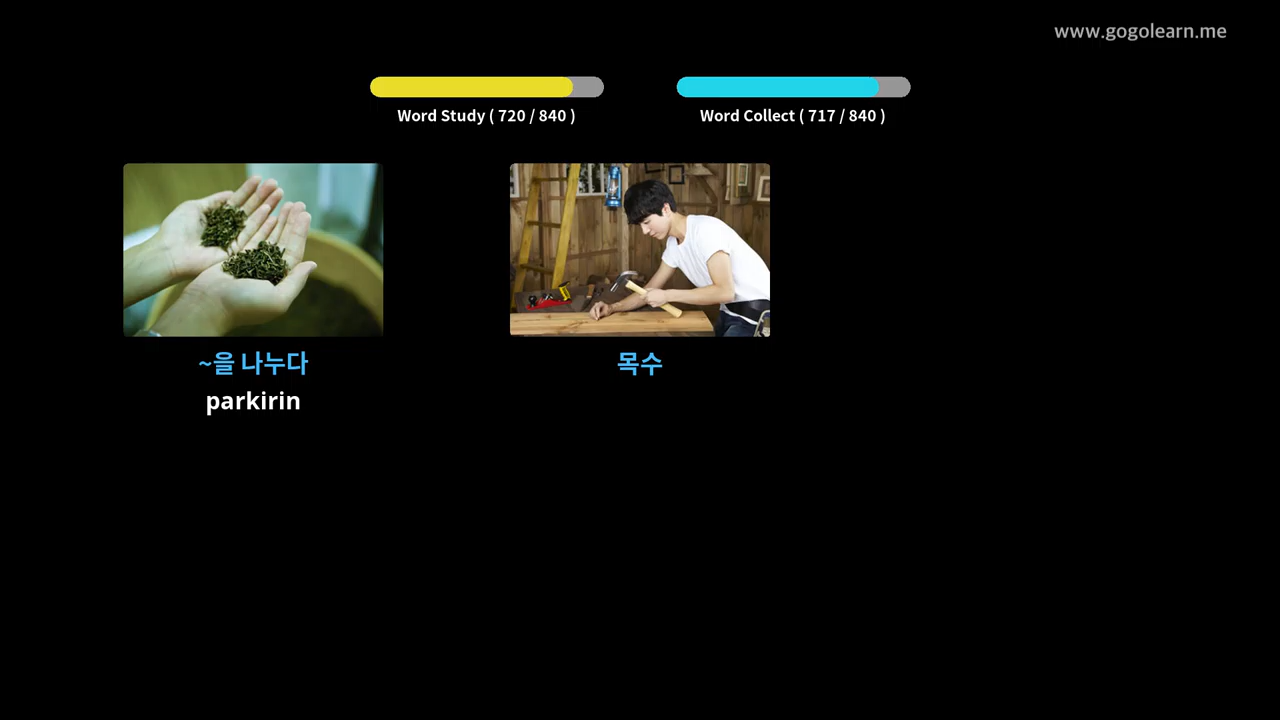 www.gogolearn.me
Word Study ( 720 / 840 )
Word Collect ( 717 / 840 )
~을 나누다
parkirin
목수